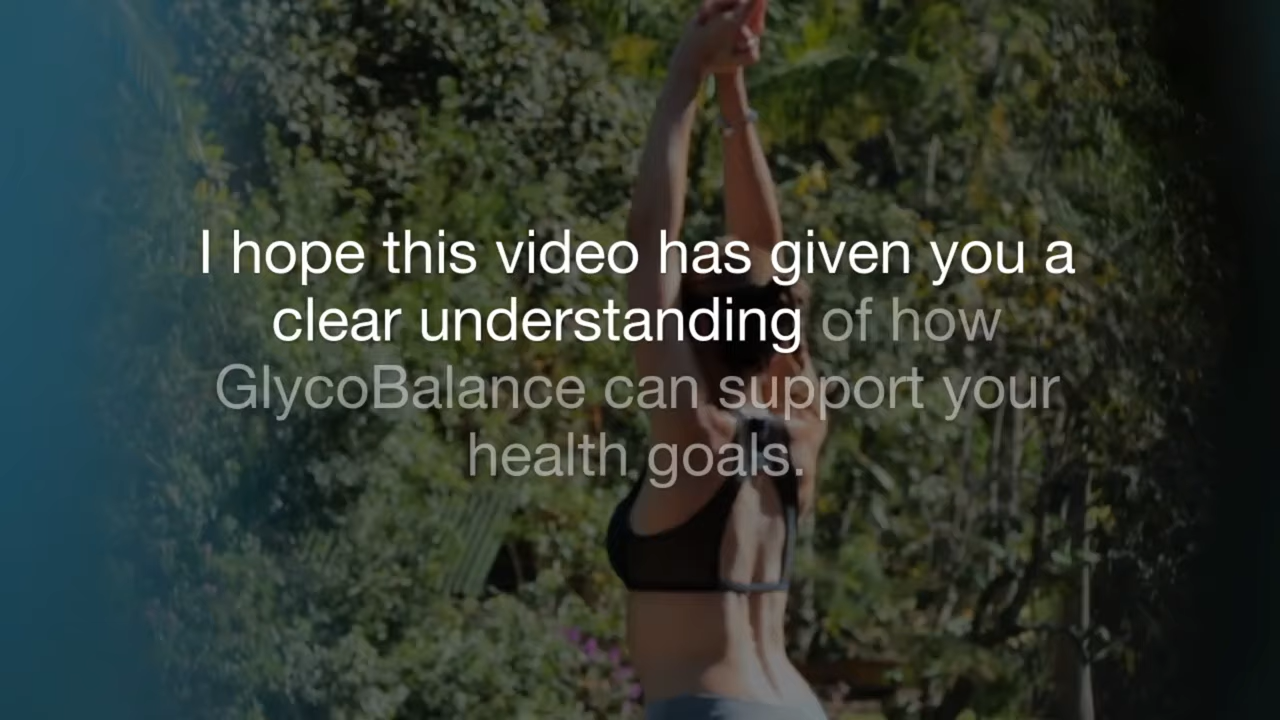 I hope this video has given you a
clear understanding of how
GlycoBalance can support your
health goals.